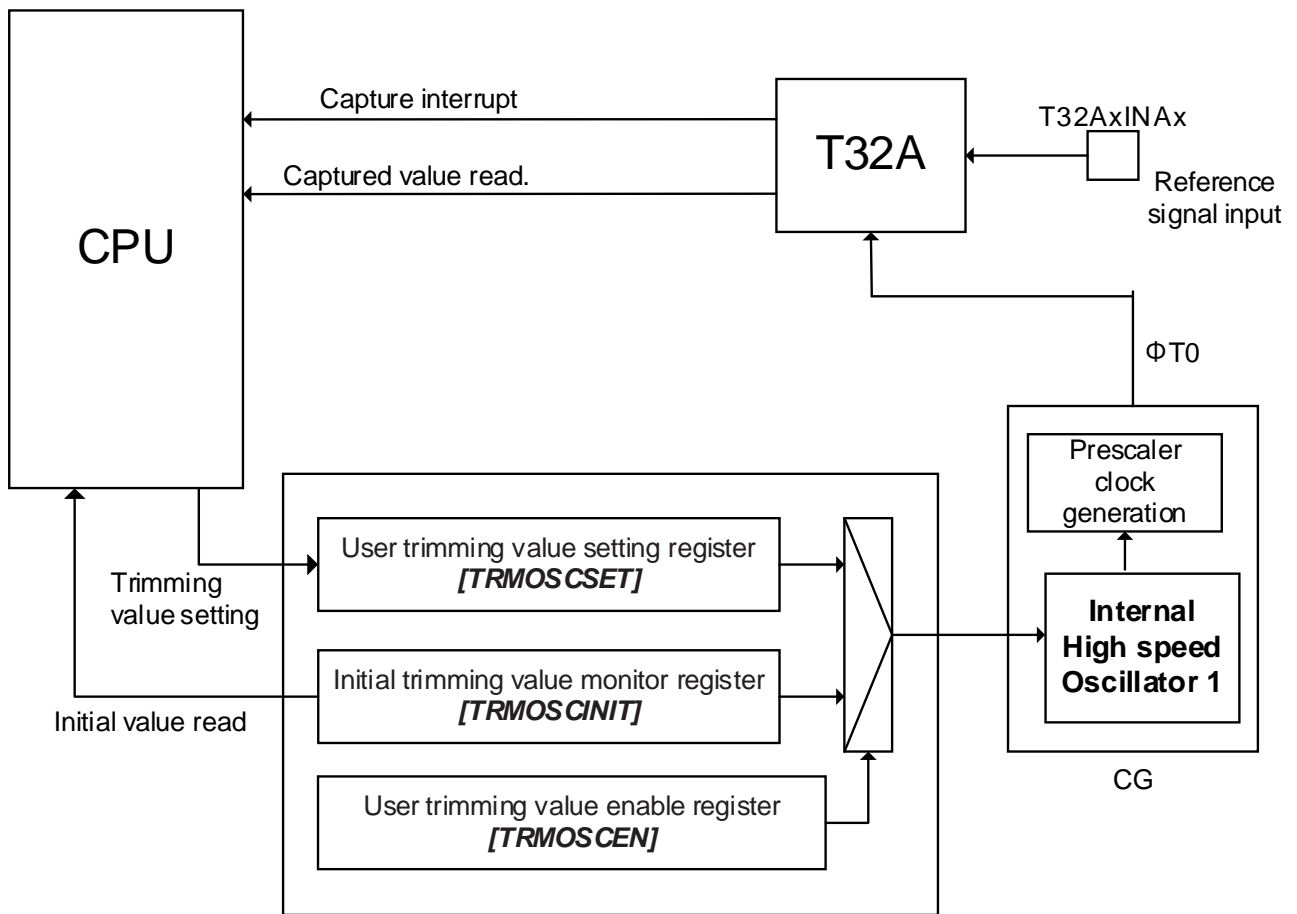 Capture interrupt
T32AxINAx
T32A
Captured value read.
Reference
signal input
CPU
ΦT0
Prescaler
clock
generation
User trimming value setting register
[TRMOSCSET]
Trimming
value setting
Internal
High speed
Oscillator 1
Initial trimming value monitor register
[TRMOSCINIT]
Initial value read
CG
User trimming value enable register
[TRMOSCEN]